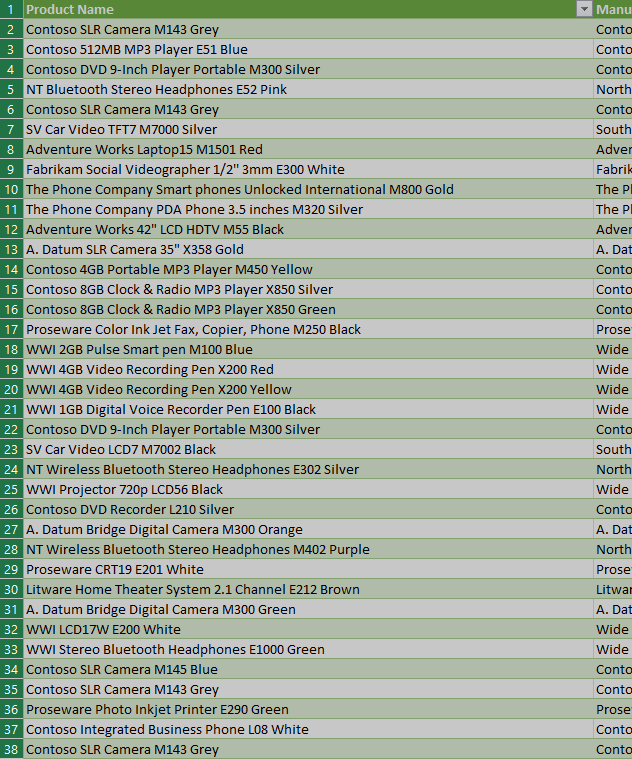 1 Product Name Manu
2 Contoso SLR Camera M143 Grey Conto
3 Contoso 512MB MP3 Player E51 Blue Conto
4 Contoso DVD 9-Inch Player Portable M300 Silver Conto
5 NT Bluetooth Stereo Headphones E52 Pink North
6 Contoso SLR Camera M143 Grey Conto
7 SV Car Video TFT7 M7000 Silver South
8 Adventure Works Laptop15 M1501 Red Adver
9 Fabrikam Social Videographer 1/2" 3mm E300 White Fabrik
10 The Phone Company Smart phones Unlocked International M800 Gold The Pl
11 The Phone Company PDA Phone 3.5 inches M320 Silver The Pl
12 Adventure Works 42" LCD HDTV M55 Black Adver
13 A. Datum SLR Camera 35" X358 Gold A. Dat
14 Contoso 4GB Portable MP3 Player M450 Yellow Conto
15 Contoso 8GB Clock & Radio MP3 Player X850 Silver Conto
16 Contoso 8GB Clock & Radio MP3 Player X850 Green Conto
17 Proseware Color Ink Jet Fax, Copier, Phone M250 Black Prose
18 WWI 2GB Pulse Smart pen M100 Blue Wide
19 WWI 4GB Video Recording Pen X200 Red Wide
20 WWI 4GB Video Recording Pen X200 Yellow Wide
21 WWI 1GB Digital Voice Recorder Pen E100 Black Wide
22 Contoso DVD 9-Inch Player Portable M300 Silver Conto
23 SV Car Video LCD7 M7002 Black South
24 NT Wireless Bluetooth Stereo Headphones E302 Silver North
25 WWI Projector 720p LCD56 Black Wide
26 Contoso DVD Recorder L210 Silver Conto
27 A. Datum Bridge Digital Camera M300 Orange A. Dat
28 NT Wireless Bluetooth Stereo Headphones M402 Purple North
29 Proseware CRT19 E201 White Prose
30 Litware Home Theater System 2.1 Channel E212 Brown Litwar
31 A. Datum Bridge Digital Camera M300 Green A. Dat
32 WWI LCD17W E200 White Wide
33 WWI Stereo Bluetooth Headphones E1000 Green Wide
34 Contoso SLR Camera M145 Blue Conto
35 Contoso SLR Camera M143 Grey Conto
36 Proseware Photo Inkjet Printer E290 Green Prose
37 Contoso Integrated Business Phone L08 White Conto
38 Contoso SLR Camera M143 Grey Conto